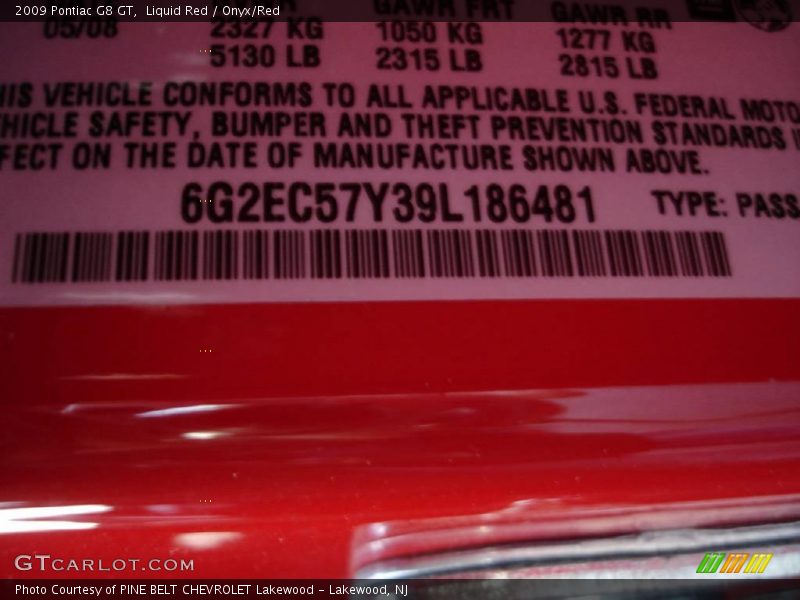 2009 Pontiac G8 GT, Liquid Red / Onyx/Red
GAWR FRT GAWR RR
05/08 2327 KG 1050 KG 1277 KG
5130 LB 2315 LB 2815 LB
HIS VEHICLE CONFORMS TO ALL APPLICABLE U.S. FEDERAL MOTO
EHICLE SAFETY, BUMPER AND THEFT PREVENTION STANDARDS I
FECT ON THE DATE OF MANUFACTURE SHOWN ABOVE.
6G2EC57Y39L186481 TYPE: PASS
GTCARLOT.COM
Photo Courtesy of PINE BELT CHEVROLET Lakewood - Lakewood, NJ